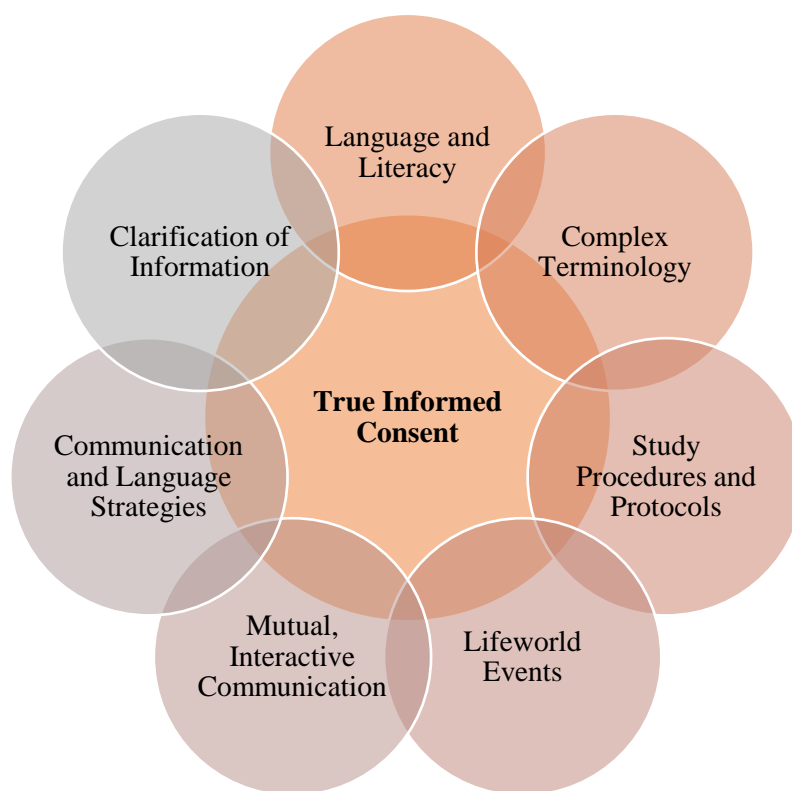 Language and
Literacy
Complex
Terminology
Study
Procedures and
Protocols
Lifeworld
Events
Mutual,
Interactive
Communication
Communication
and Language
Strategies
Clarification of
Information
True Informed
Consent